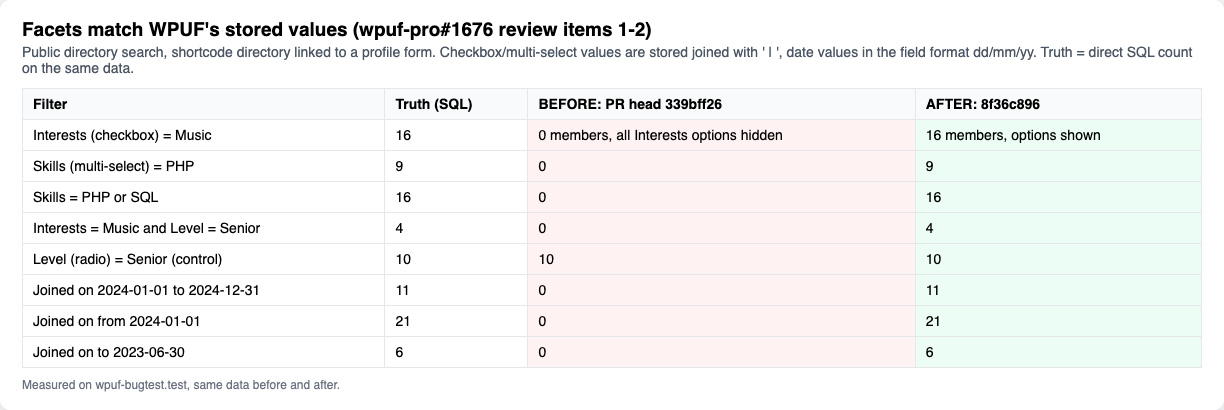 Facets match WPUF's stored values (wpuf-pro#1676 review items 1-2)
Public directory search, shortcode directory linked to a profile form. Checkbox/multi-select values are stored joined with ' | ', date values in the field format dd/mm/yy. Truth = direct SQL count
on the same data.
Filter Truth (SQL) BEFORE: PR head 339bff26 AFTER: 8f36c896
Interests (checkbox) = Music 16 0 members, all Interests options hidden 16 members, options shown
Skills (multi-select) = PHP 9 0 9
Skills = PHP or SQL 16 0 16
Interests = Music and Level = Senior 4 0 4
Level (radio) = Senior (control) 10 10 10
Joined on 2024-01-01 to 2024-12-31 11 0 11
Joined on from 2024-01-01 21 0 21
Joined on to 2023-06-30 6 0 6
Measured on wpuf-bugtest.test, same data before and after.